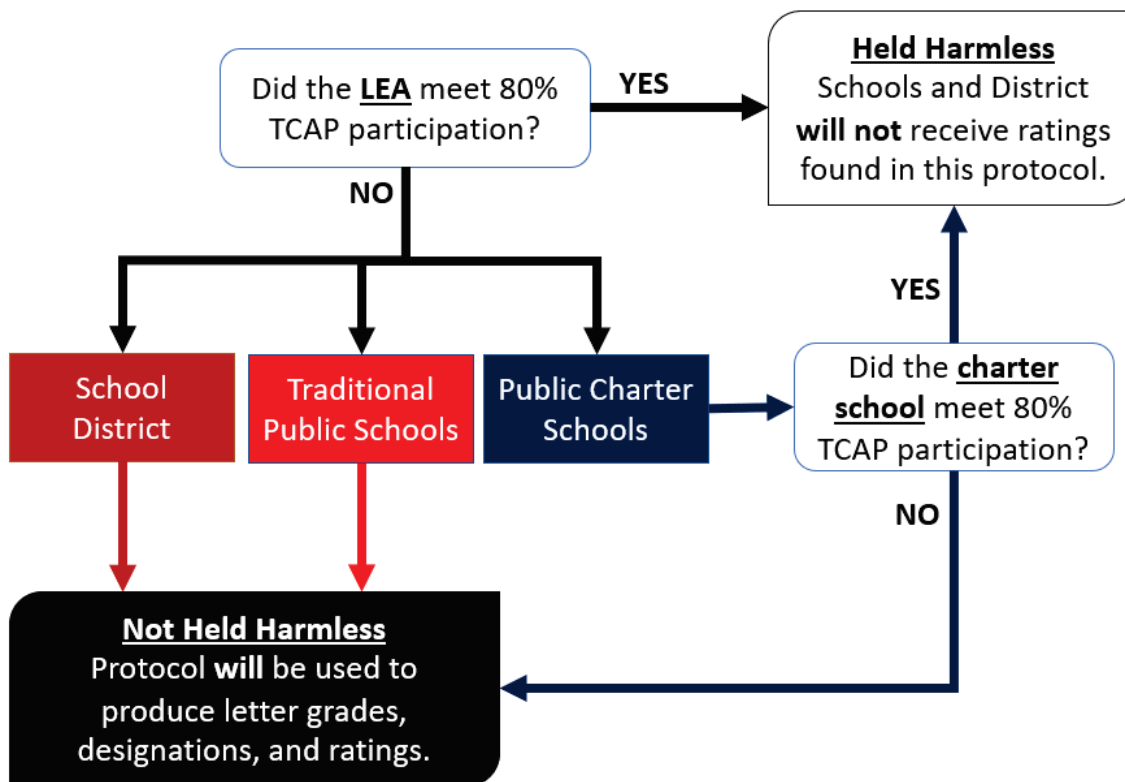 Did the LEA meet 80%
TCAP participation?
YES
Held Harmless
Schools and District
will not receive ratings
found in this protocol.
NO
School
District
Traditional
Public Schools
Public Charter
Schools
YES
Did the charter
school meet 80%
TCAP participation?
NO
Not Held Harmless
Protocol will be used to
produce letter grades,
designations, and ratings.